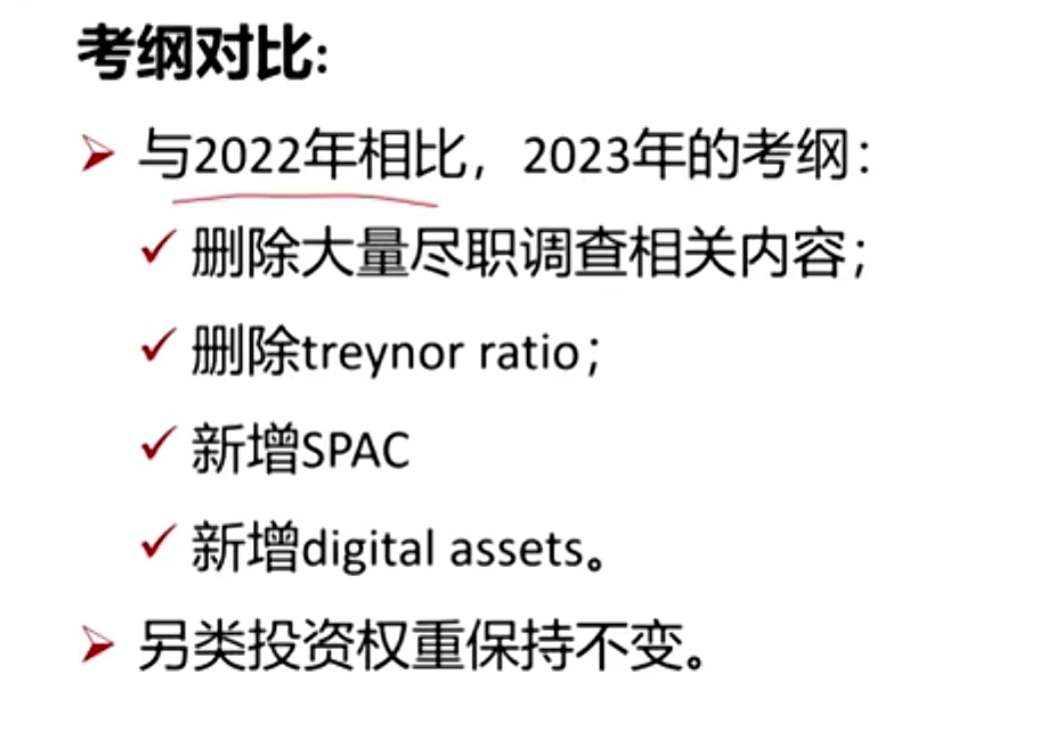 考纲对比:
与2022年相比，2023年的考纲：
删除大量尽职调查相关内容；
删除treynor ratio；
新增SPAC
新增digital assets。
另类投资权重保持不变。